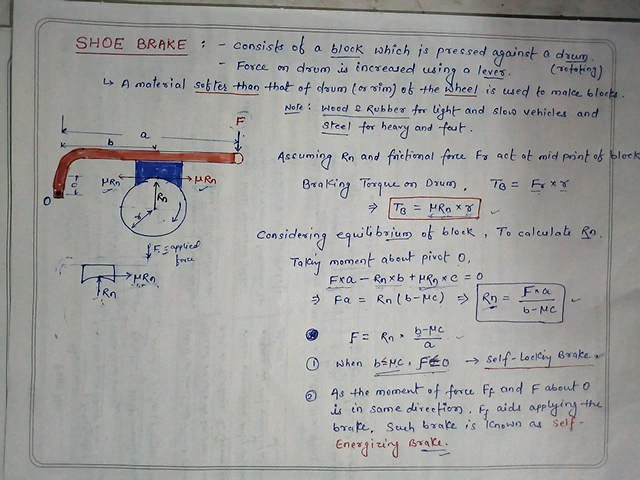 SHOE BRAKE : - Consists of a block which is pressed against a drum.
- Force on drum is increased using a lever. (rotating)
↳ A material softer than that of drum (or rim) of the wheel is used to make blocks.
Note: Wood & Rubber for light and slow vehicles and
steel for heavy and fast.
F
a
b
Assuming Rn and frictional force Fr act at mid point of block
μRn
μRn
c
O
Rn
r
Braking Torque on Drum, TB = Fr × r
⇒ TB = μRn × r
Considering equilibrium of block, To calculate Rn.
F = applied
force
Taking moment about pivot O,
μRn
Rn
F×a - Rn×b + μRn×c = 0
⇒ Fa = Rn (b-μc) ⇒ Rn = F×a / b-μc
F = Rn × b-μc / a
① When b≤μc, F≤0 → Self-Locking Brake.
② As the moment of force Ff and F about O
is in same direction. Ff aids applying the
brake. Such brake is known as Self-
Energizing Brake.